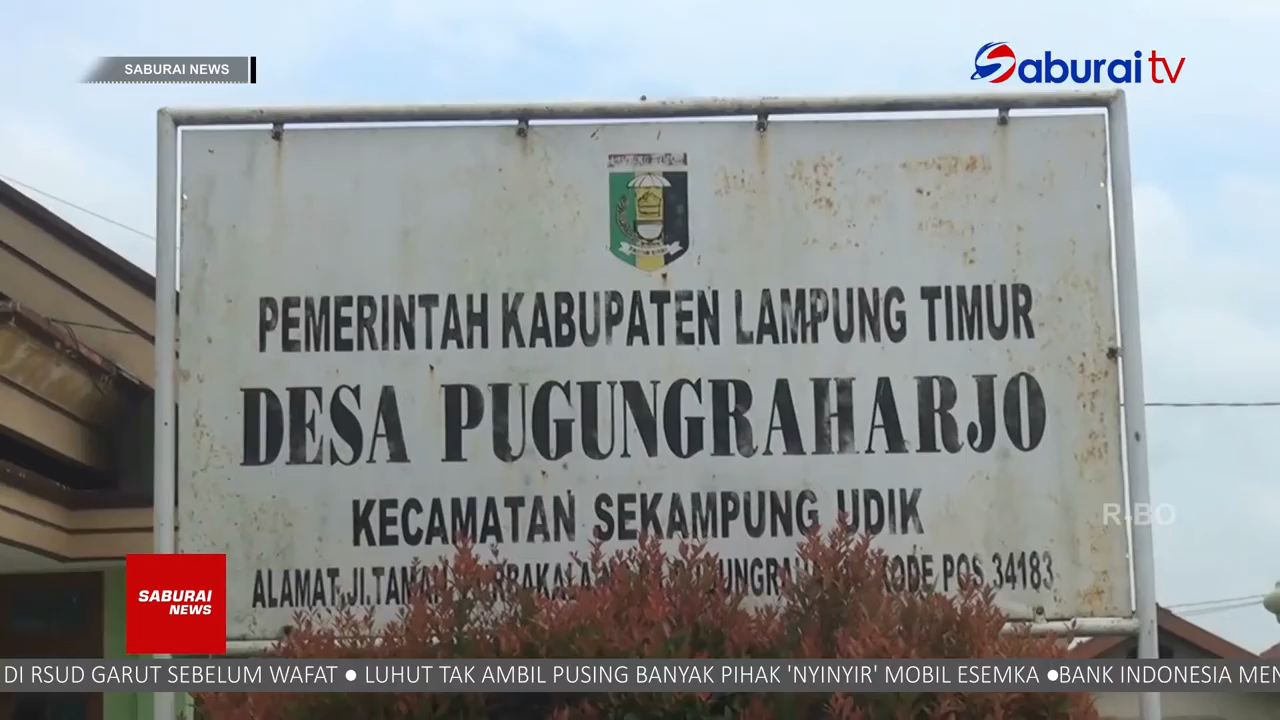 SABURAI NEWS
Saburai tv
PEMERINTAH KABUPATEN LAMPUNG TIMUR
DESA PUGUNGRAHARJO
KECAMATAN SEKAMPUNG UDIK
ALAMAT.JL.TAMAN KODE POS 34183
R-BO
SABURAI
NEWS
DI RSUD GARUT SEBELUM WAFAT ● LUHUT TAK AMBIL PUSING BANYAK PIHAK 'NYINYIR' MOBIL ESEMKA ●BANK INDONESIA MEN